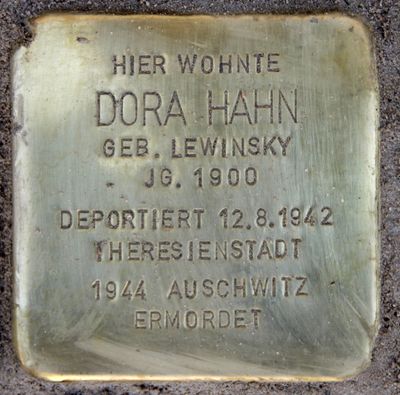 HIER WOHNTE
DORA HAHN
GEB. LEWINSKY
JG. 1900
DEPORTIERT 12.8.1942
THERESIENSTADT
1944 AUSCHWITZ
ERMORDET